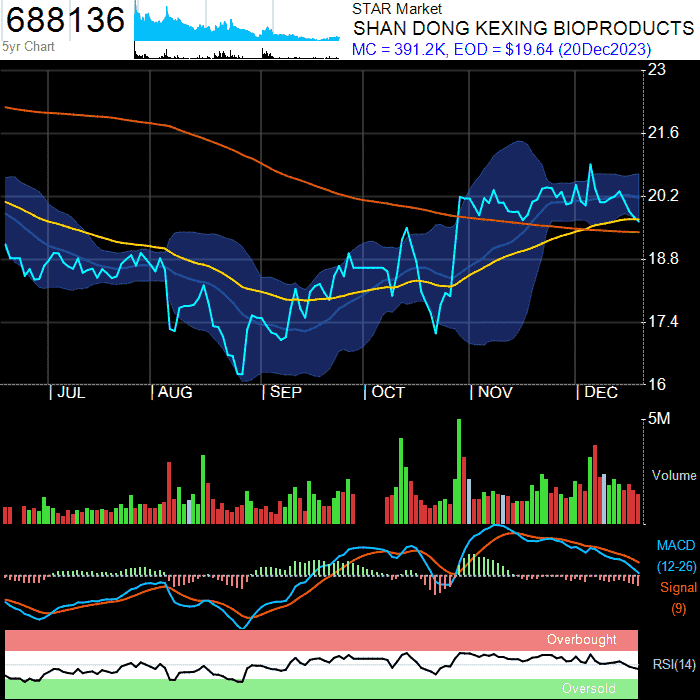 688136
5yr Chart
STAR Market
SHAN DONG KEXING BIOPRODUCTS
MC = 391.2K, EOD = $19.64 (20Dec2023)
23
21.6
20.2
18.8
17.4
16
JUL
AUG
SEP
OCT
NOV
DEC
5M
Volume
MACD
(12-26)
Signal
(9)
Overbought
RSI(14)
Oversold